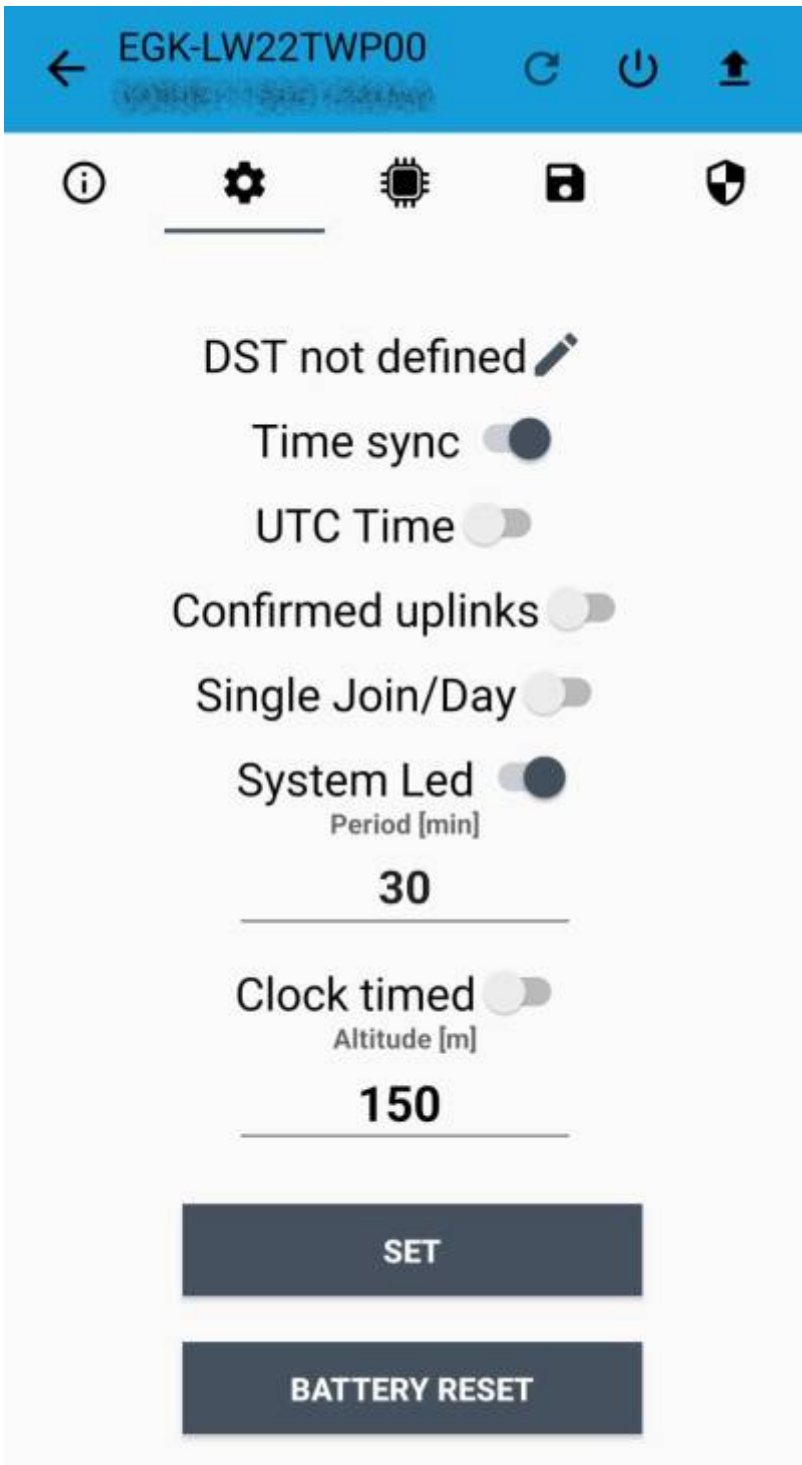 EGK-LW22TWP00
DST not defined
Time sync
UTC Time
Confirmed uplinks
Single Join/Day
System Led
Period [min]
30
Clock timed
Altitude [m]
150
SET
BATTERY RESET